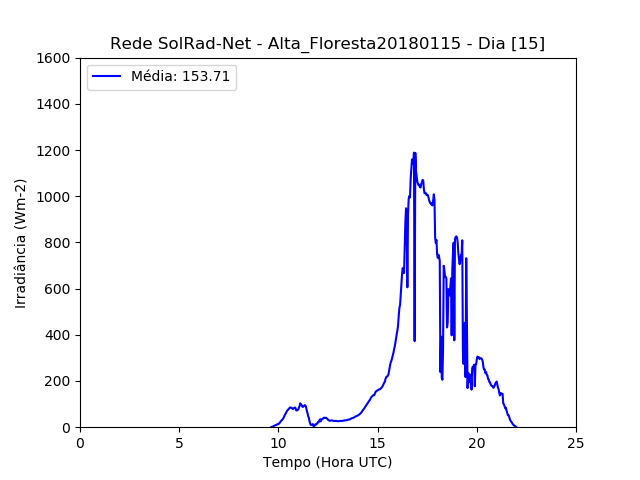 Rede SolRad-Net - Alta_Floresta20180115 - Dia [15]
Média: 153.71
Irradiância (Wm-2)
1600
1400
1200
1000
800
600
400
200
0
0 5 10 15 20 25
Tempo (Hora UTC)